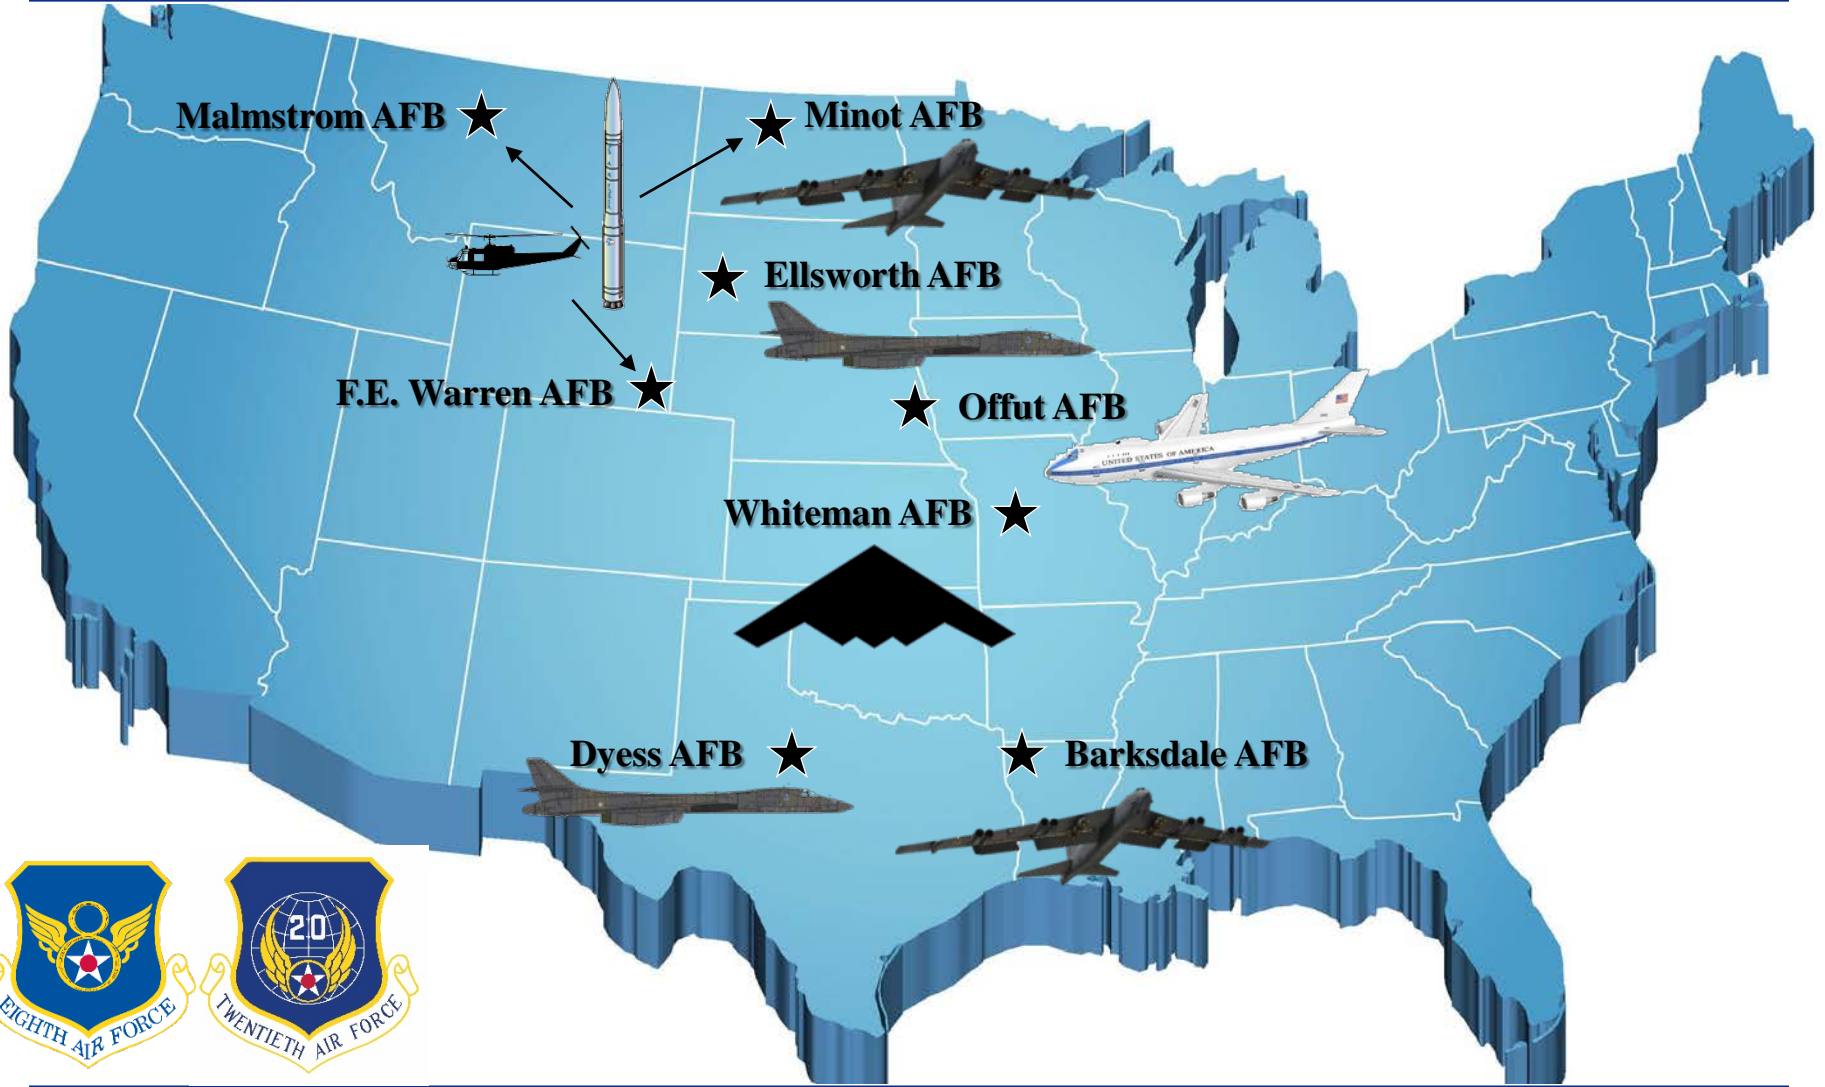 Malmstrom AFB
Minot AFB
Ellsworth AFB
F.E. Warren AFB
Offut AFB
UNITED STATES OF AMERICA
Whiteman AFB
Dyess AFB
Barksdale AFB
EIGHTH AIR FORCE
20
TWENTIETH AIR FORCE